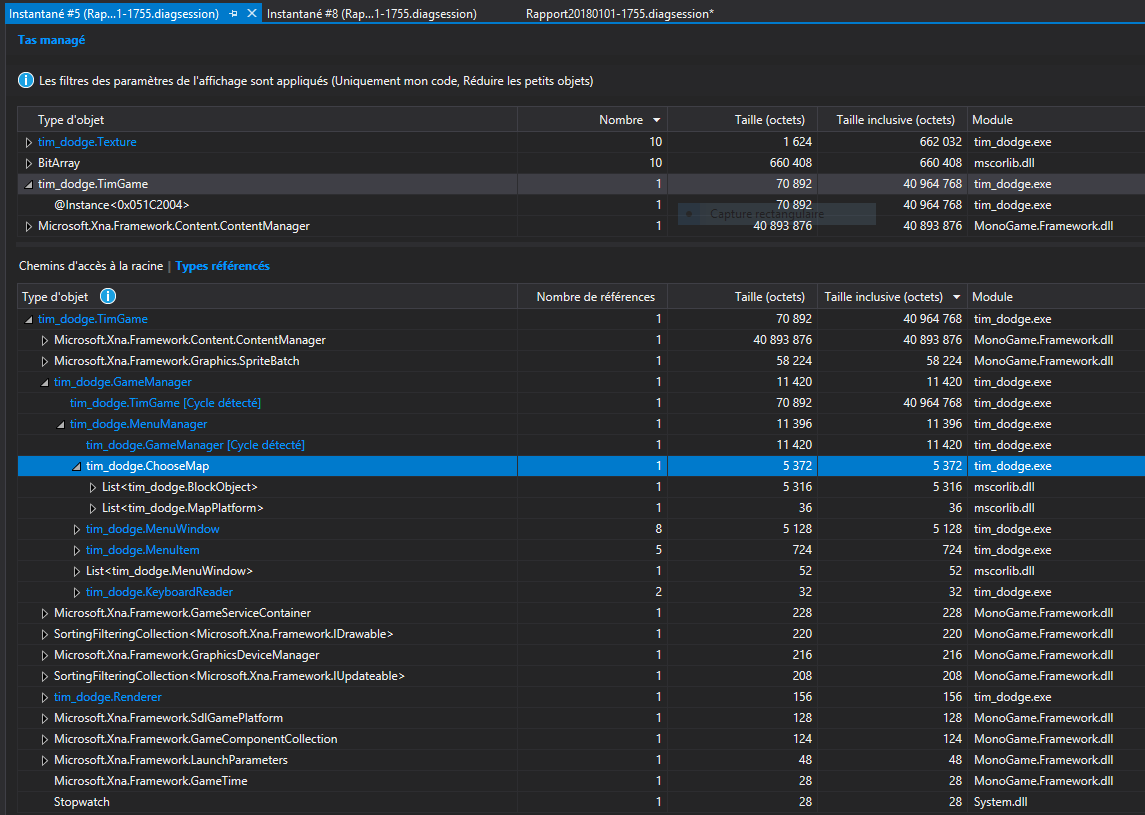 Instantané #5 (Rap...1-1755.diagsession) Instantané #8 (Rap...1-1755.diagsession) Rapport20180101-1755.diagsession*
Tas managé
Les filtres des paramètres de l'affichage sont appliqués (Uniquement mon code, Réduire les petits objets)
Type d'objet Nombre Taille (octets) Taille inclusive (octets) Module
tim_dodge.Texture 10 1 624 662 032 tim_dodge.exe
BitArray 10 660 408 660 408 mscorlib.dll
tim_dodge.TimGame 1 70 892 40 964 768 tim_dodge.exe
@Instance<0x051C2004> 1 70 892 40 964 768 tim_dodge.exe
Capture rectangulaire
Microsoft.Xna.Framework.Content.ContentManager 1 40 893 876 40 893 876 MonoGame.Framework.dll
Chemins d'accès à la racine | Types référencés
Type d'objet Nombre de références Taille (octets) Taille inclusive (octets) Module
tim_dodge.TimGame 1 70 892 40 964 768 tim_dodge.exe
Microsoft.Xna.Framework.Content.ContentManager 1 40 893 876 40 893 876 MonoGame.Framework.dll
Microsoft.Xna.Framework.Graphics.SpriteBatch 1 58 224 58 224 MonoGame.Framework.dll
tim_dodge.GameManager 1 11 420 11 420 tim_dodge.exe
tim_dodge.TimGame [Cycle détecté] 1 70 892 40 964 768 tim_dodge.exe
tim_dodge.MenuManager 1 11 396 11 396 tim_dodge.exe
tim_dodge.GameManager [Cycle détecté] 1 11 420 11 420 tim_dodge.exe
tim_dodge.ChooseMap 1 5 372 5 372 tim_dodge.exe
List<tim_dodge.BlockObject> 1 5 316 5 316 mscorlib.dll
List<tim_dodge.MapPlatform> 1 36 36 mscorlib.dll
tim_dodge.MenuWindow 8 5 128 5 128 tim_dodge.exe
tim_dodge.MenuItem 5 724 724 tim_dodge.exe
List<tim_dodge.MenuWindow> 1 52 52 mscorlib.dll
tim_dodge.KeyboardReader 2 32 32 tim_dodge.exe
Microsoft.Xna.Framework.GameServiceContainer 1 228 228 MonoGame.Framework.dll
SortingFilteringCollection<Microsoft.Xna.Framework.IDrawable> 1 220 220 MonoGame.Framework.dll
Microsoft.Xna.Framework.GraphicsDeviceManager 1 216 216 MonoGame.Framework.dll
SortingFilteringCollection<Microsoft.Xna.Framework.IUpdateable> 1 208 208 MonoGame.Framework.dll
tim_dodge.Renderer 1 156 156 tim_dodge.exe
Microsoft.Xna.Framework.SdlGamePlatform 1 128 128 MonoGame.Framework.dll
Microsoft.Xna.Framework.GameComponentCollection 1 124 124 MonoGame.Framework.dll
Microsoft.Xna.Framework.LaunchParameters 1 48 48 MonoGame.Framework.dll
Microsoft.Xna.Framework.GameTime 1 28 28 MonoGame.Framework.dll
Stopwatch 1 28 28 System.dll